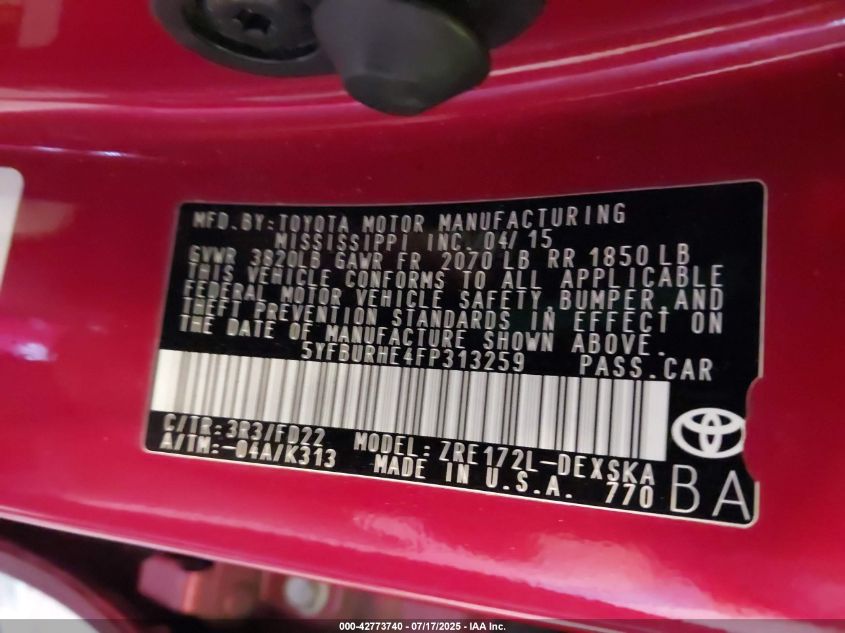 MFD.BY:TOYOTA MOTOR MANUFACTURING
MISSISSIPPI INC. 04/15
GVWR 3820LB GAWR FR 2070 LB RR 1850 LB
THIS VEHICLE CONFORMS TO ALL APPLICABLE
FEDERAL MOTOR VEHICLE SAFETY, BUMPER, AND
THEFT PREVENTION STANDARDS IN EFFECT ON
THE DATE OF MANUFACTURE SHOWN ABOVE.
5YFBURHE4FP313259 PASS.CAR
C/TR:3R3/FD22 MODEL:ZRE172L-DEXSKA
A/TM:-04A/K313 MADE IN U.S.A. 770 BA
000-42773740 - 07/17/2025 - IAA Inc.